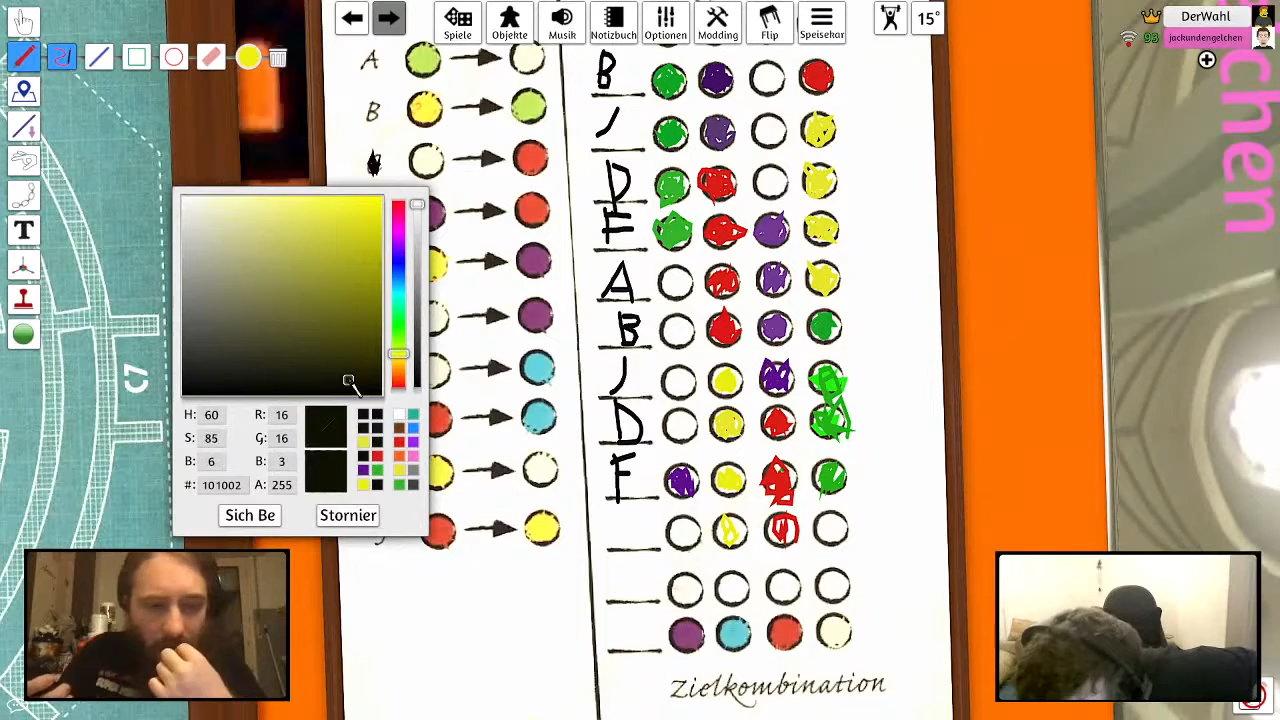 Spiele Objekte Musik Notizbuch Optionen Modding Flip Speisekar
15°
DerWahl
93 jackundengelchen
chen
A
B
B
J
D
F
A
B
J
D
F
C7
T
H: 60 R: 16
S: 85 G: 16
B: 6 B: 3
#: 101002 A: 255
Sich Be Stornier
Zielkombination